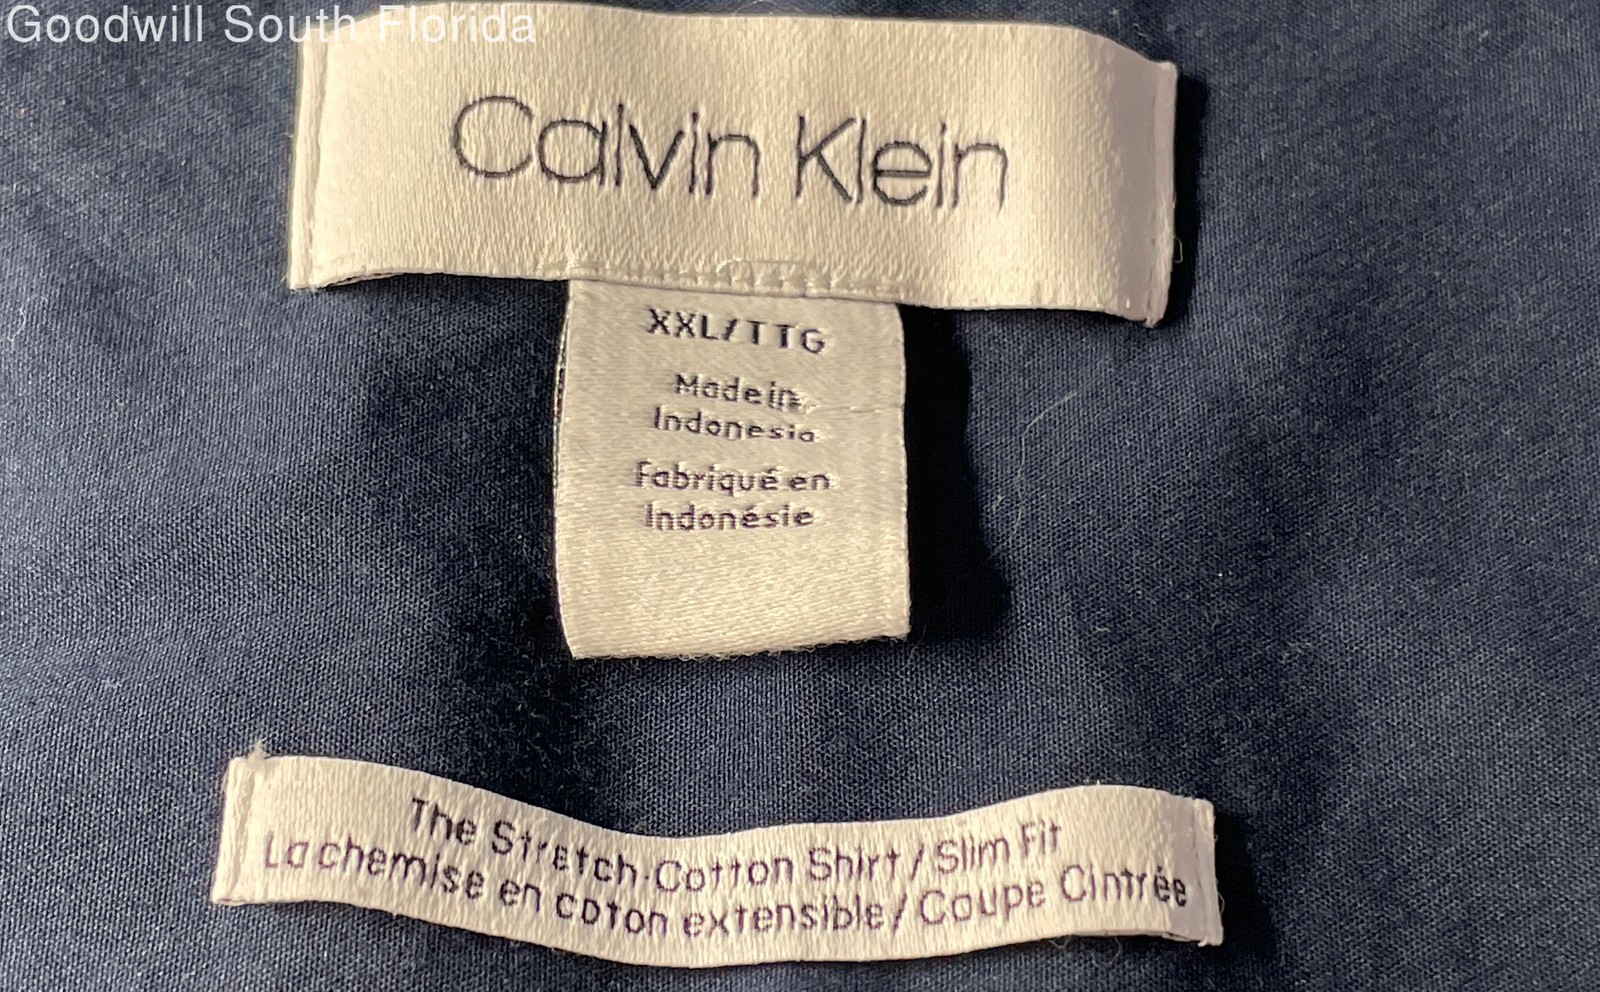 Goodwill South Florida
Calvin Klein
XXL/TTG
Made in
Indonesia
Fabriqué en
Indonésie
The Stretch Cotton Shirt / Slim Fit
La chemise en coton extensible / Coupe Cintrée